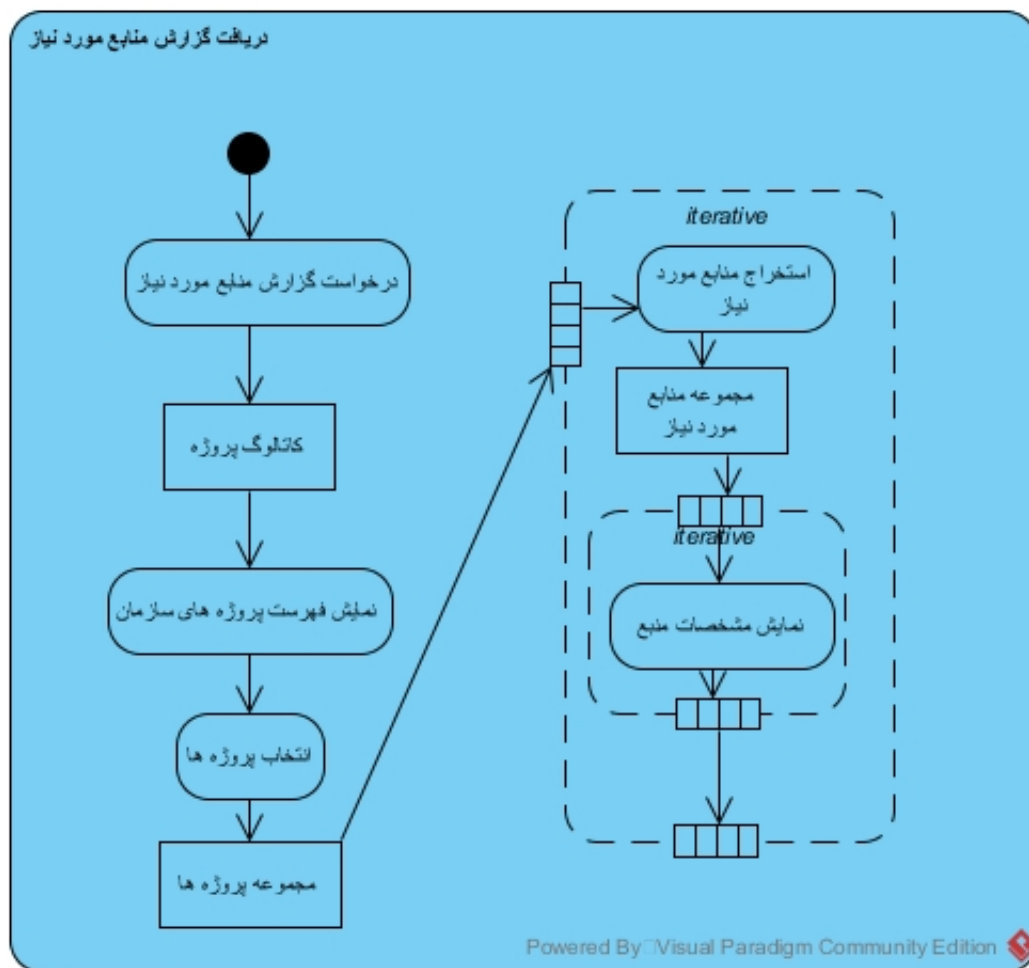 دریافت گزارش منابع مورد نیاز
درخواست گزارش منابع مورد نیاز
کاتالوگ پروژه
نمایش فهرست پروژه های سازمان
انتخاب پروژه ها
مجموعه پروژه ها
iterative
استخراج منابع مورد
نیاز
مجموعه منابع
مورد نیاز
iterative
نمایش مشخصات منبع
Powered By Visual Paradigm Community Edition